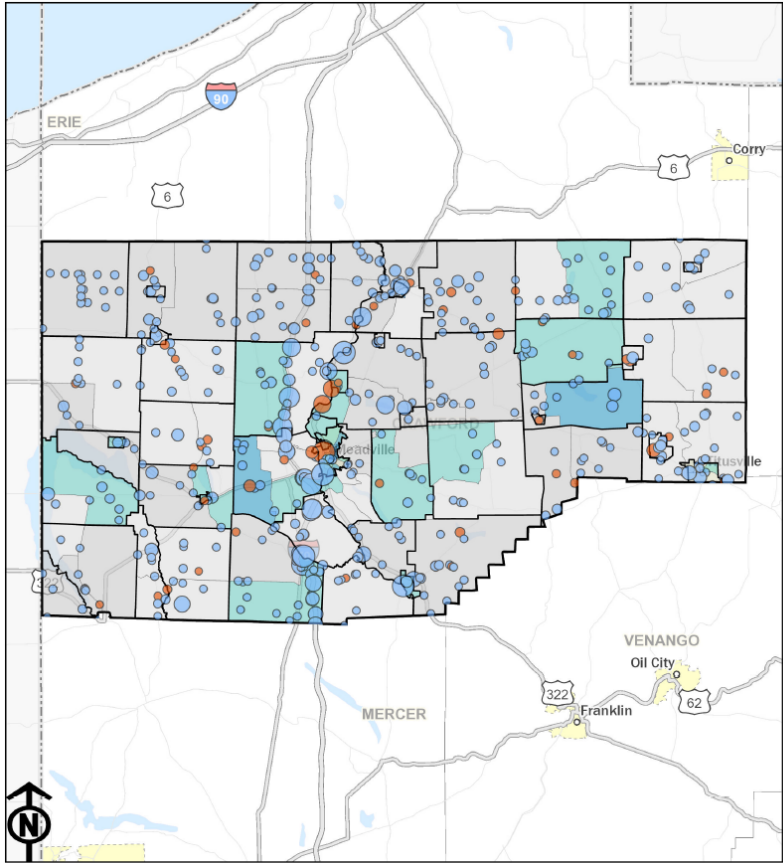 90
ERIE
Corry
6
6
CRAWFORD
Meadville
Titusville
322
VENANGO
Oil City
322
62
MERCER
Franklin
N